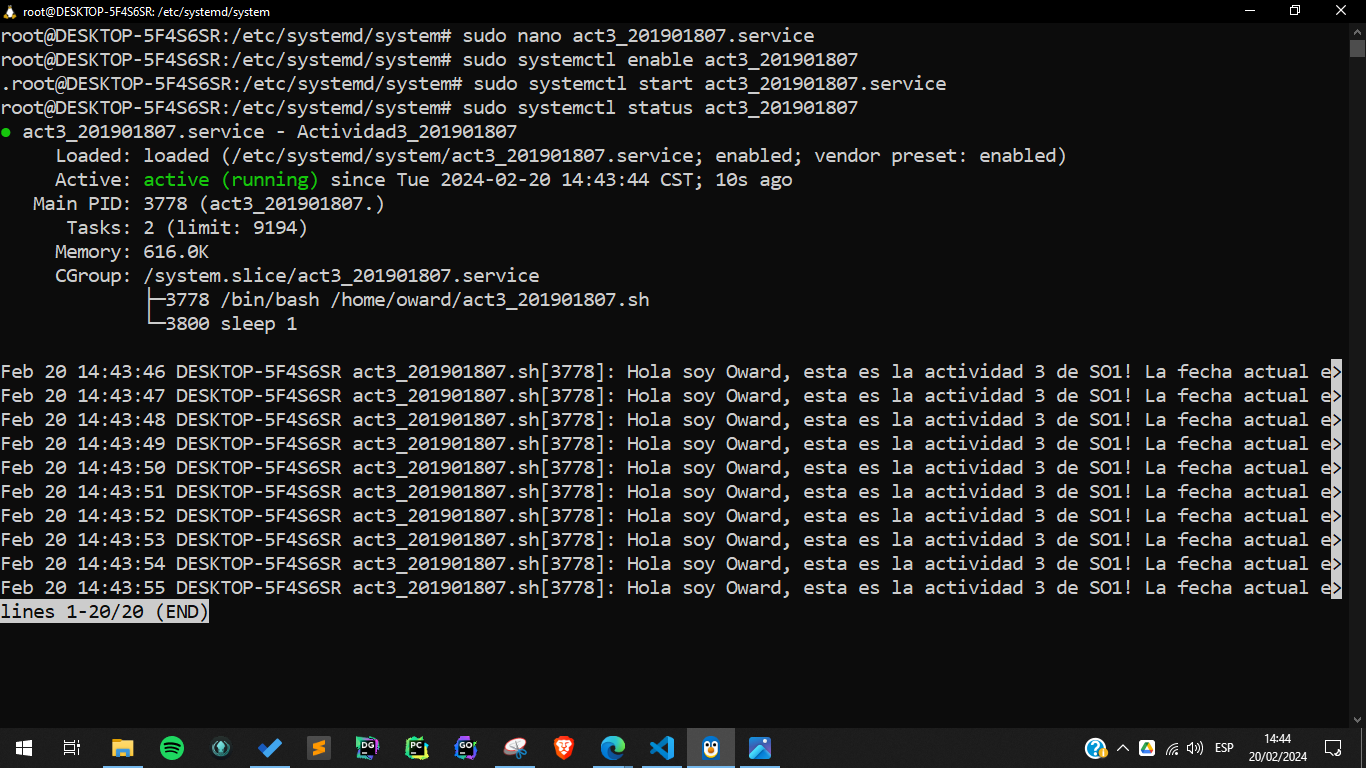 root@DESKTOP-5F4S6SR: /etc/systemd/system
root@DESKTOP-5F4S6SR:/etc/systemd/system# sudo nano act3_201901807.service
root@DESKTOP-5F4S6SR:/etc/systemd/system# sudo systemctl enable act3_201901807
.root@DESKTOP-5F4S6SR:/etc/systemd/system# sudo systemctl start act3_201901807.service
root@DESKTOP-5F4S6SR:/etc/systemd/system# sudo systemctl status act3_201901807
● act3_201901807.service - Actividad3_201901807
Loaded: loaded (/etc/systemd/system/act3_201901807.service; enabled; vendor preset: enabled)
Active: active (running) since Tue 2024-02-20 14:43:44 CST; 10s ago
Main PID: 3778 (act3_201901807.)
Tasks: 2 (limit: 9194)
Memory: 616.0K
CGroup: /system.slice/act3_201901807.service
├─3778 /bin/bash /home/oward/act3_201901807.sh
└─3800 sleep 1
Feb 20 14:43:46 DESKTOP-5F4S6SR act3_201901807.sh[3778]: Hola soy Oward, esta es la actividad 3 de SO1! La fecha actual e>
Feb 20 14:43:47 DESKTOP-5F4S6SR act3_201901807.sh[3778]: Hola soy Oward, esta es la actividad 3 de SO1! La fecha actual e>
Feb 20 14:43:48 DESKTOP-5F4S6SR act3_201901807.sh[3778]: Hola soy Oward, esta es la actividad 3 de SO1! La fecha actual e>
Feb 20 14:43:49 DESKTOP-5F4S6SR act3_201901807.sh[3778]: Hola soy Oward, esta es la actividad 3 de SO1! La fecha actual e>
Feb 20 14:43:50 DESKTOP-5F4S6SR act3_201901807.sh[3778]: Hola soy Oward, esta es la actividad 3 de SO1! La fecha actual e>
Feb 20 14:43:51 DESKTOP-5F4S6SR act3_201901807.sh[3778]: Hola soy Oward, esta es la actividad 3 de SO1! La fecha actual e>
Feb 20 14:43:52 DESKTOP-5F4S6SR act3_201901807.sh[3778]: Hola soy Oward, esta es la actividad 3 de SO1! La fecha actual e>
Feb 20 14:43:53 DESKTOP-5F4S6SR act3_201901807.sh[3778]: Hola soy Oward, esta es la actividad 3 de SO1! La fecha actual e>
Feb 20 14:43:54 DESKTOP-5F4S6SR act3_201901807.sh[3778]: Hola soy Oward, esta es la actividad 3 de SO1! La fecha actual e>
Feb 20 14:43:55 DESKTOP-5F4S6SR act3_201901807.sh[3778]: Hola soy Oward, esta es la actividad 3 de SO1! La fecha actual e>
lines 1-20/20 (END)
DG PC GO ESP
14:44
20/02/2024